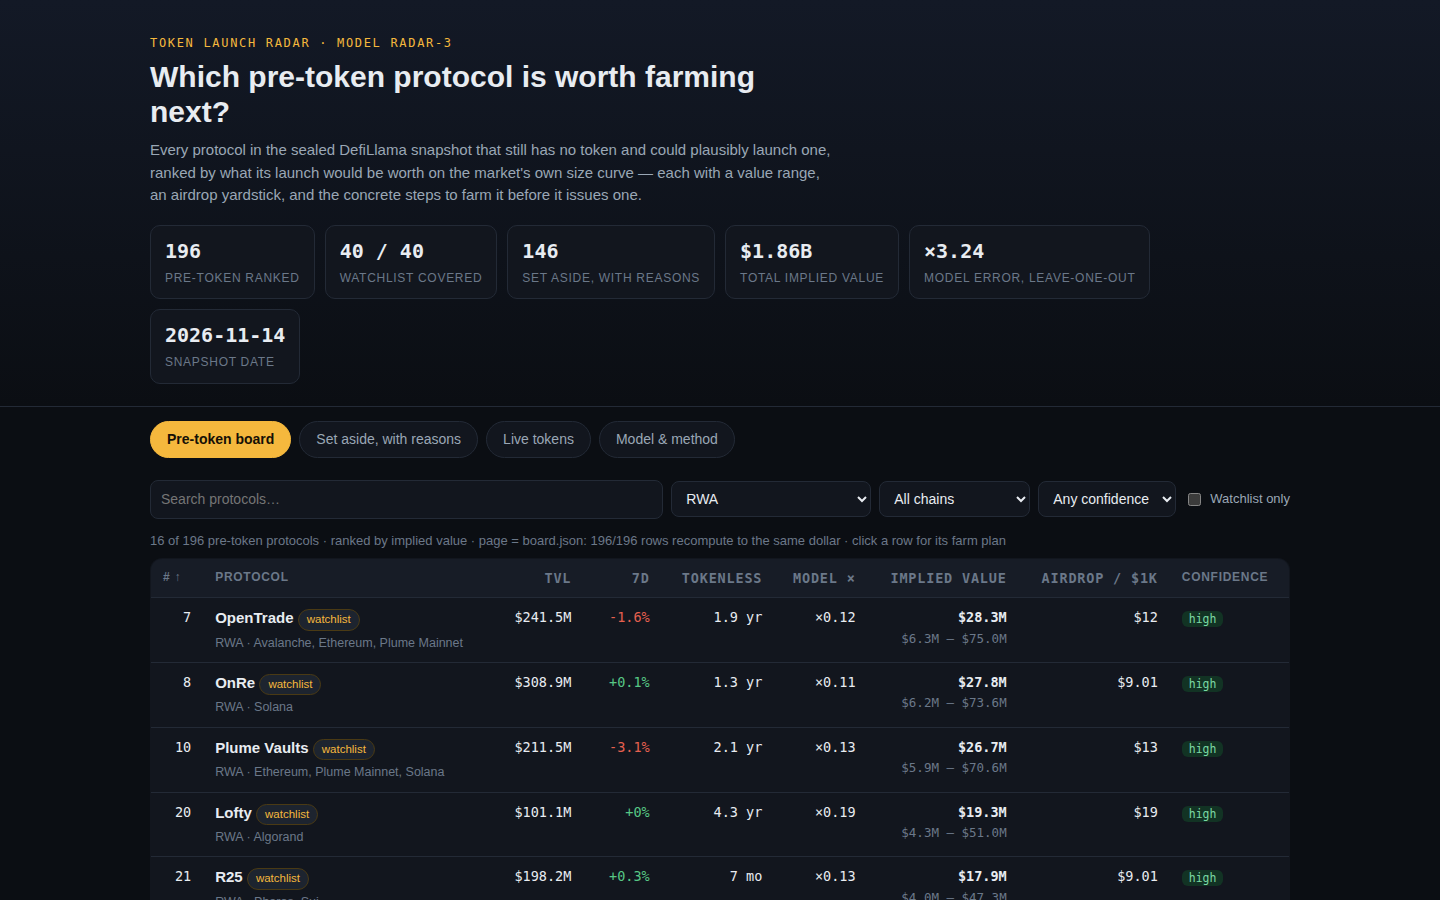 TOKEN LAUNCH RADAR · MODEL RADAR-3
Which pre-token protocol is worth farming
next?
Every protocol in the sealed DefiLlama snapshot that still has no token and could plausibly launch one,
ranked by what its launch would be worth on the market's own size curve — each with a value range,
an airdrop yardstick, and the concrete steps to farm it before it issues one.
196
PRE-TOKEN RANKED
40 / 40
WATCHLIST COVERED
146
SET ASIDE, WITH REASONS
$1.86B
TOTAL IMPLIED VALUE
×3.24
MODEL ERROR, LEAVE-ONE-OUT
2026-11-14
SNAPSHOT DATE
Pre-token board
Set aside, with reasons
Live tokens
Model & method
Search protocols…
RWA
All chains
Any confidence
Watchlist only
16 of 196 pre-token protocols · ranked by implied value · page = board.json: 196/196 rows recompute to the same dollar · click a row for its farm plan
# ↑ PROTOCOL TVL 7D TOKENLESS MODEL × IMPLIED VALUE AIRDROP / $1K CONFIDENCE
7 OpenTrade watchlist $241.5M -1.6% 1.9 yr ×0.12 $28.3M $12 high
RWA · Avalanche, Ethereum, Plume Mainnet $6.3M — $75.0M
8 OnRe watchlist $308.9M +0.1% 1.3 yr ×0.11 $27.8M $9.01 high
RWA · Solana $6.2M — $73.6M
10 Plume Vaults watchlist $211.5M -3.1% 2.1 yr ×0.13 $26.7M $13 high
RWA · Ethereum, Plume Mainnet, Solana $5.9M — $70.6M
20 Lofty watchlist $101.1M +0% 4.3 yr ×0.19 $19.3M $19 high
RWA · Algorand $4.3M — $51.0M
21 R25 watchlist $198.2M +0.3% 7 mo ×0.13 $17.9M $9.01 high
RWA · Pharos, Sui $4.0M — $47.3M